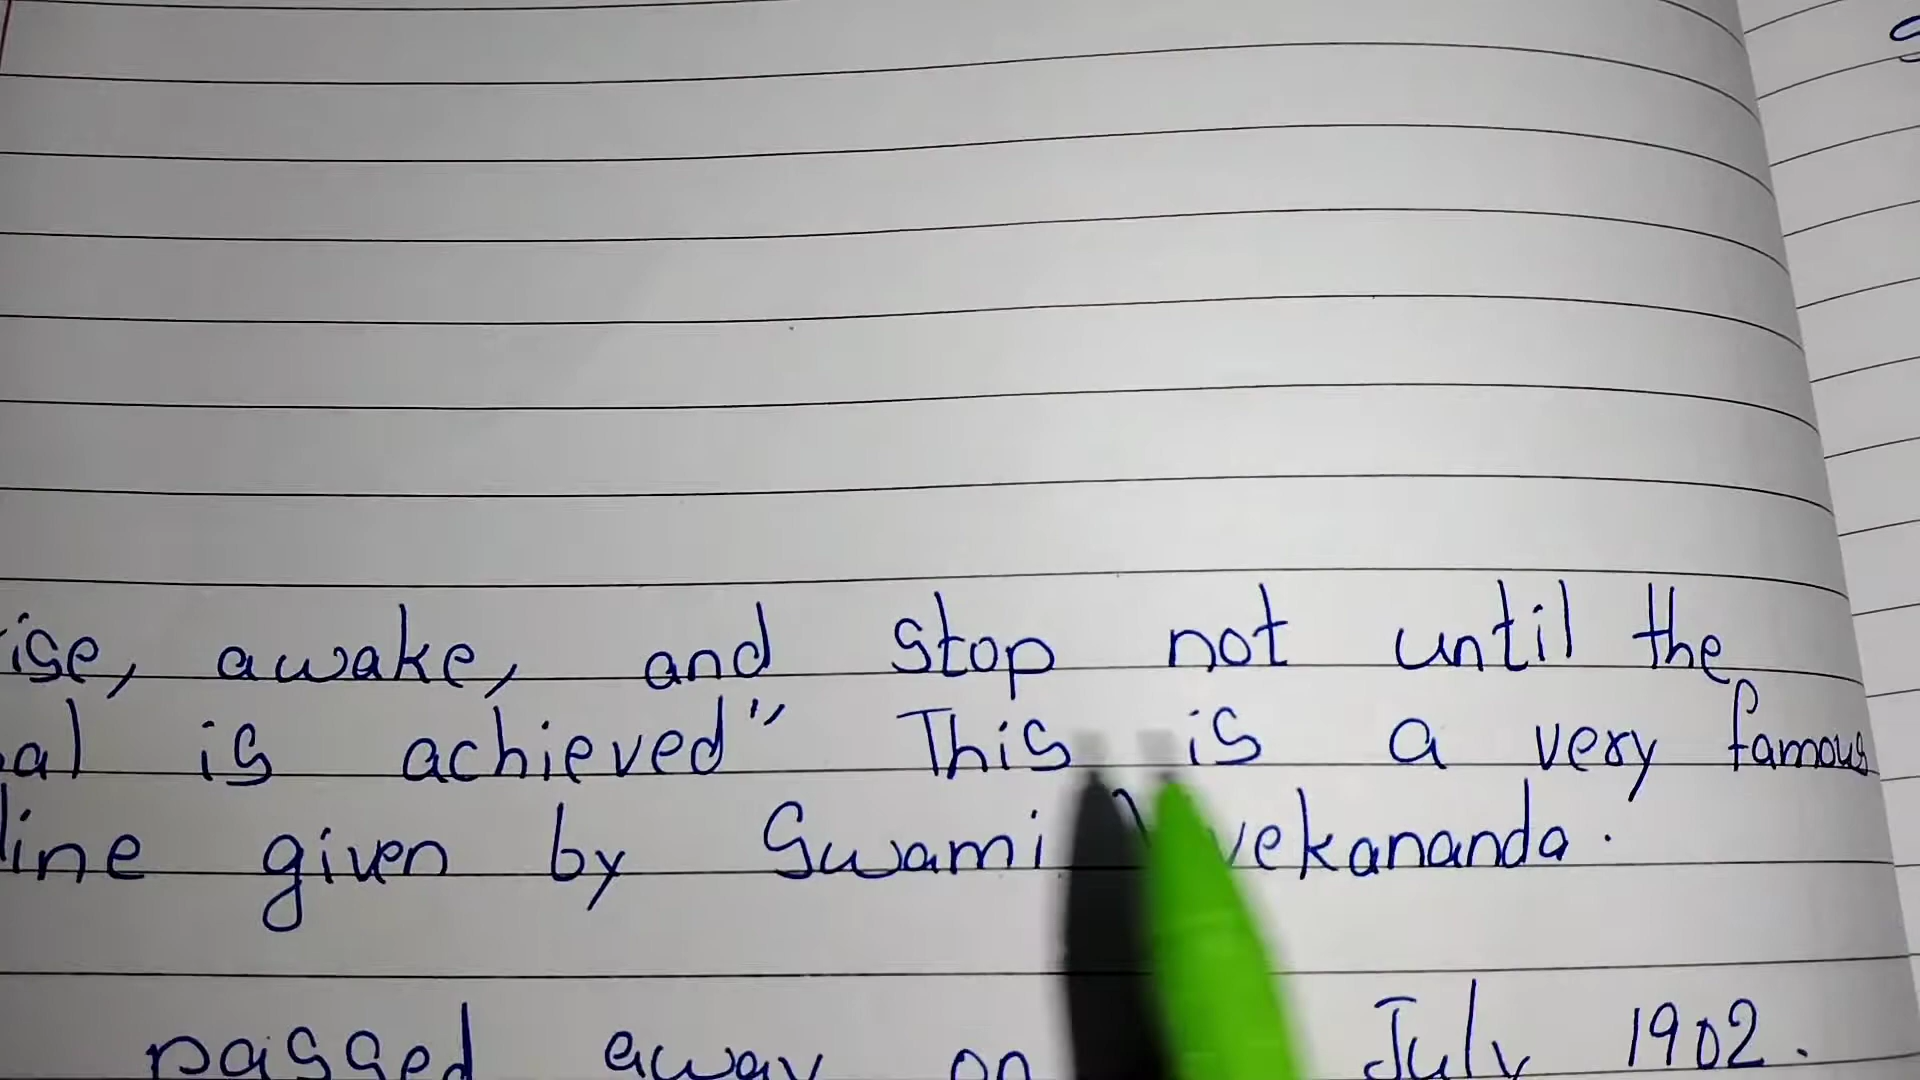 ise, awake, and stop not until the
al is achieved" This is a very famous
line given by Swami vekananda.
passed away on July 1902.